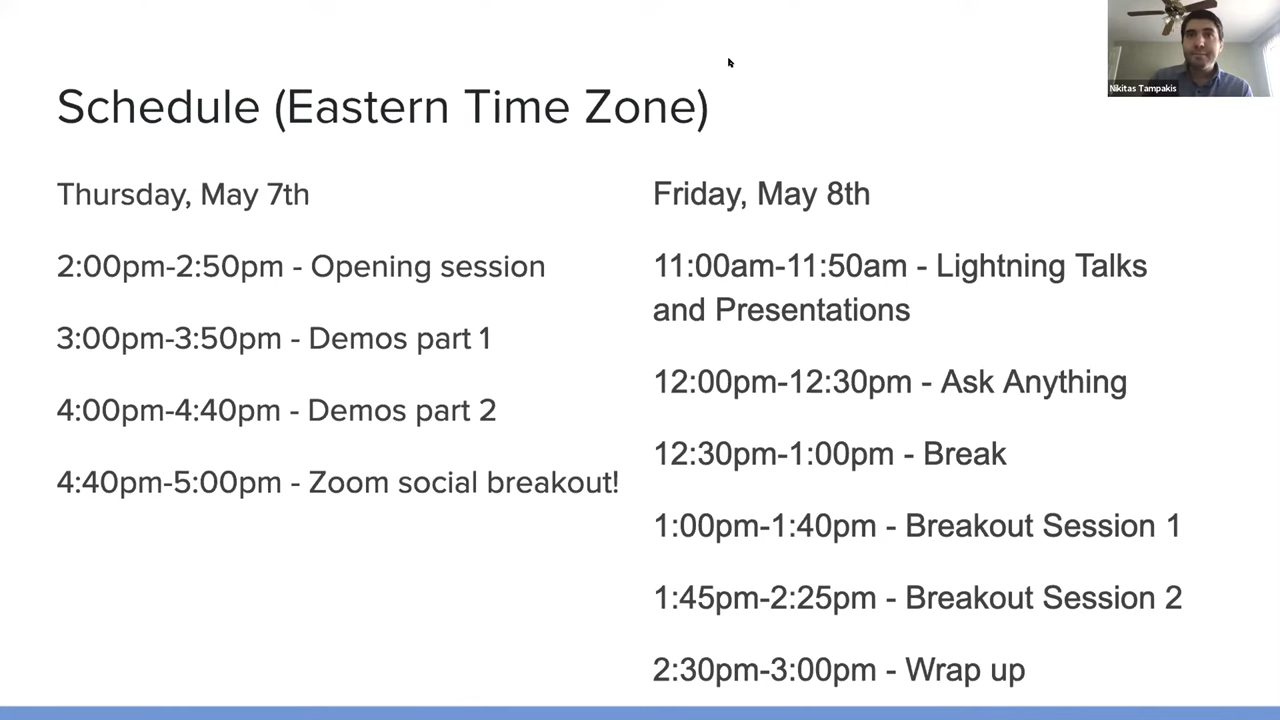 Nikitas Tampakis
Schedule (Eastern Time Zone)
Thursday, May 7th
2:00pm-2:50pm - Opening session
3:00pm-3:50pm - Demos part 1
4:00pm-4:40pm - Demos part 2
4:40pm-5:00pm - Zoom social breakout!
Friday, May 8th
11:00am-11:50am - Lightning Talks
and Presentations
12:00pm-12:30pm - Ask Anything
12:30pm-1:00pm - Break
1:00pm-1:40pm - Breakout Session 1
1:45pm-2:25pm - Breakout Session 2
2:30pm-3:00pm - Wrap up